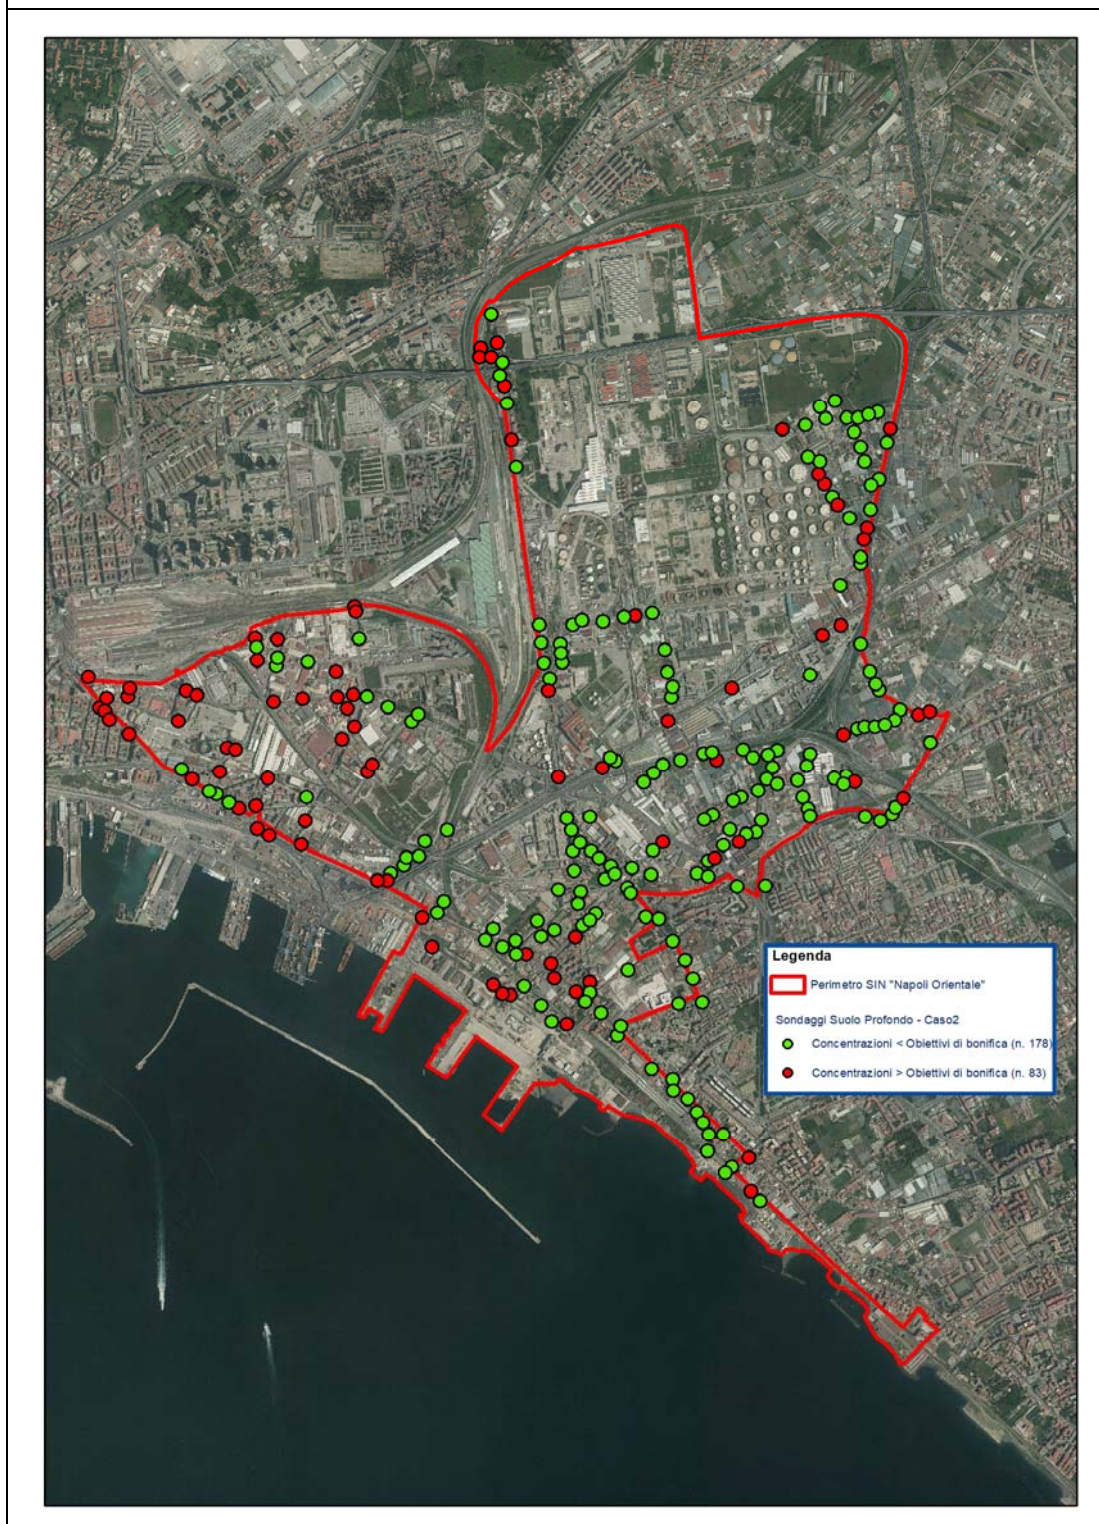 Legenda
Perimetro SIN "Napoli Orientale"
Sondaggi Suolo Profondo - Caso2
Concentrazioni < Obiettivi di bonifica (n. 178)
Concentrazioni > Obiettivi di bonifica (n. 83)